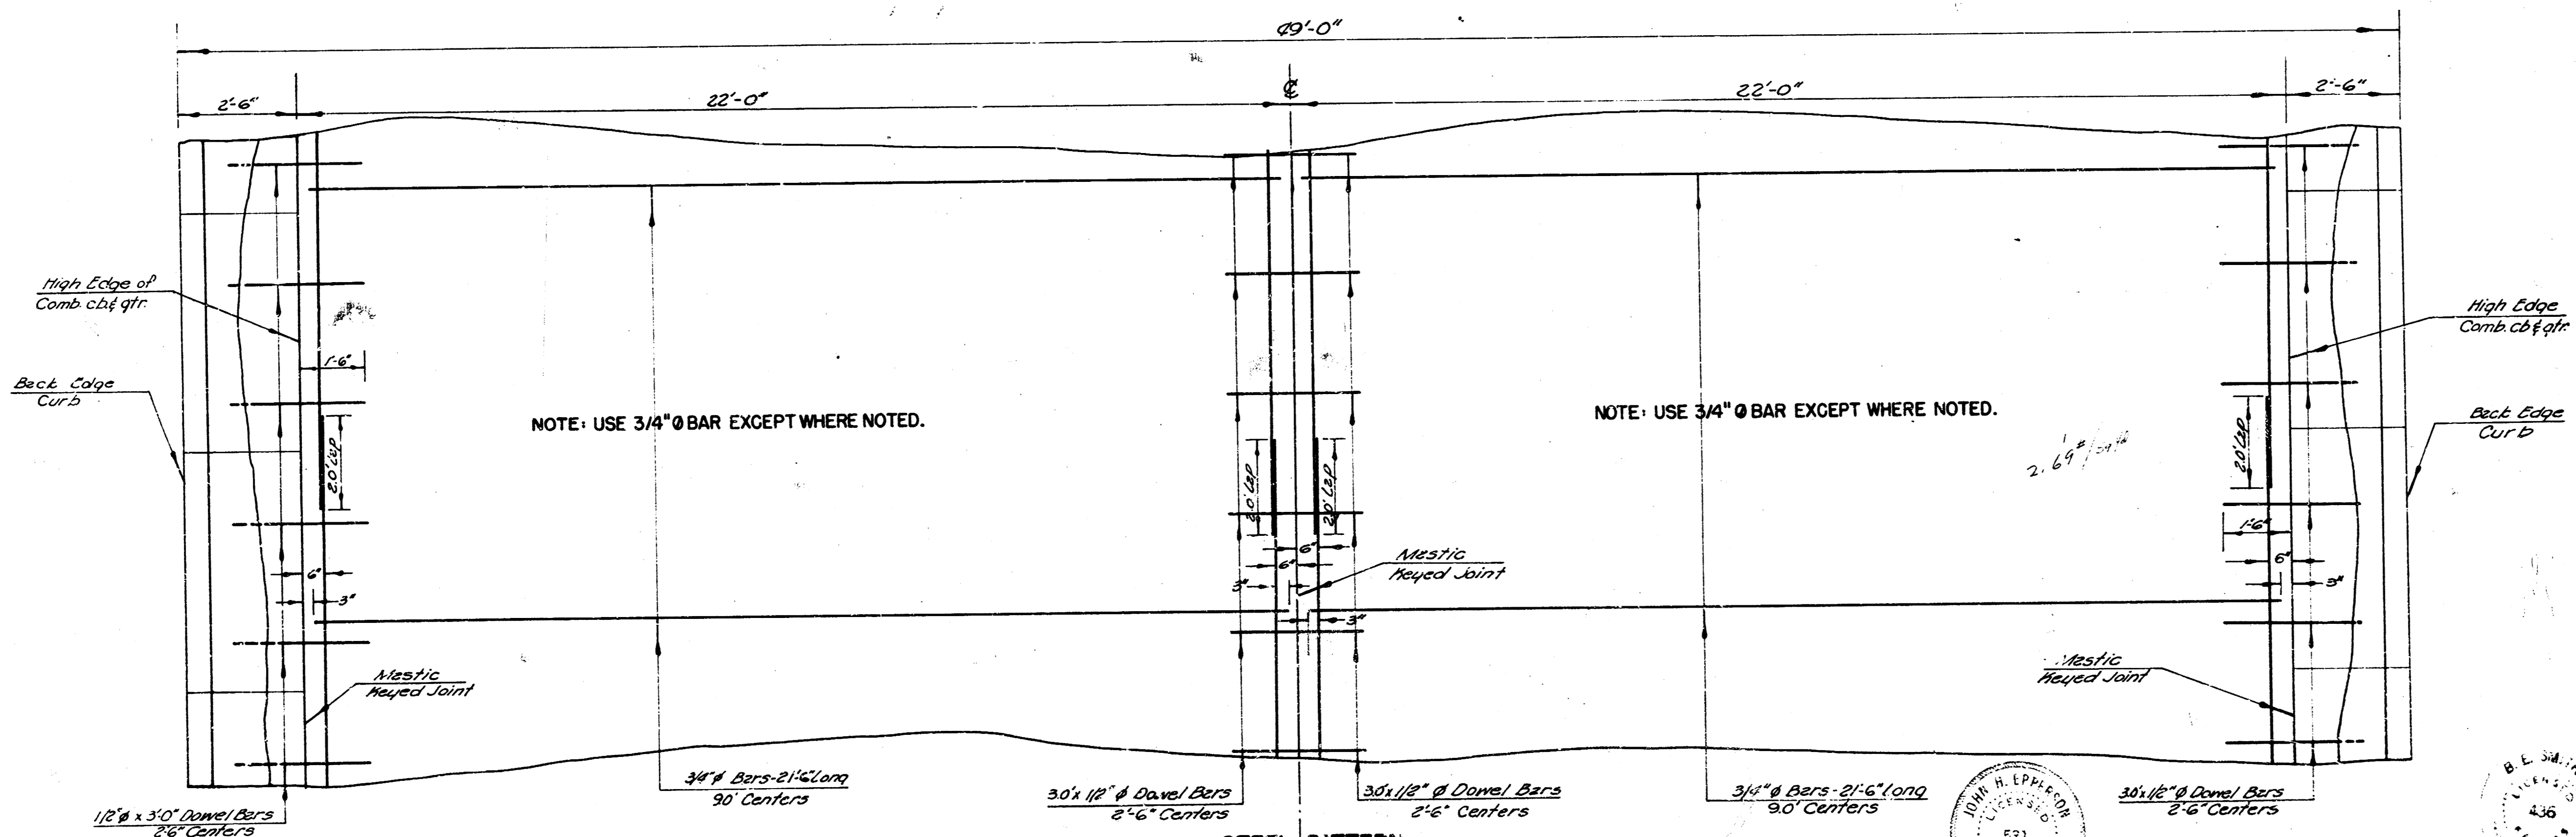 49'-0"
2'-6"
22'-0"
℄
22'-0"
2'-6"
High Edge of
Comb. cb.& gtr.
Back Edge
Curb
1'-6"
2.0' Lap
6"
3"
Mastic
Keyed Joint
NOTE: USE 3/4" Ø BAR EXCEPT WHERE NOTED.
2.0' Lap
2.0' Lap
6"
6"
3"
3"
Mastic
Keyed Joint
NOTE: USE 3/4" Ø BAR EXCEPT WHERE NOTED.
2.0' Lap
1'-6"
6"
3"
High Edge
Comb. cb & gtr.
Back Edge
Curb
Mastic
Keyed Joint
1/2" Ø x 3'-0" Dowel Bars
2'-6" Centers
3/4" Ø Bars-21'-6" Long
9.0' Centers
3.0' x 1/2" Ø Dowel Bars
2'-6" Centers
3.0' x 1/2" Ø Dowel Bars
2'-6" Centers
3/4" Ø Bars-21'-6" Long
9.0' Centers
3.0' x 1/2" Ø Dowel Bars
2'-6" Centers
JOHN H. EPPERSON
LICENSED
B. E.
436